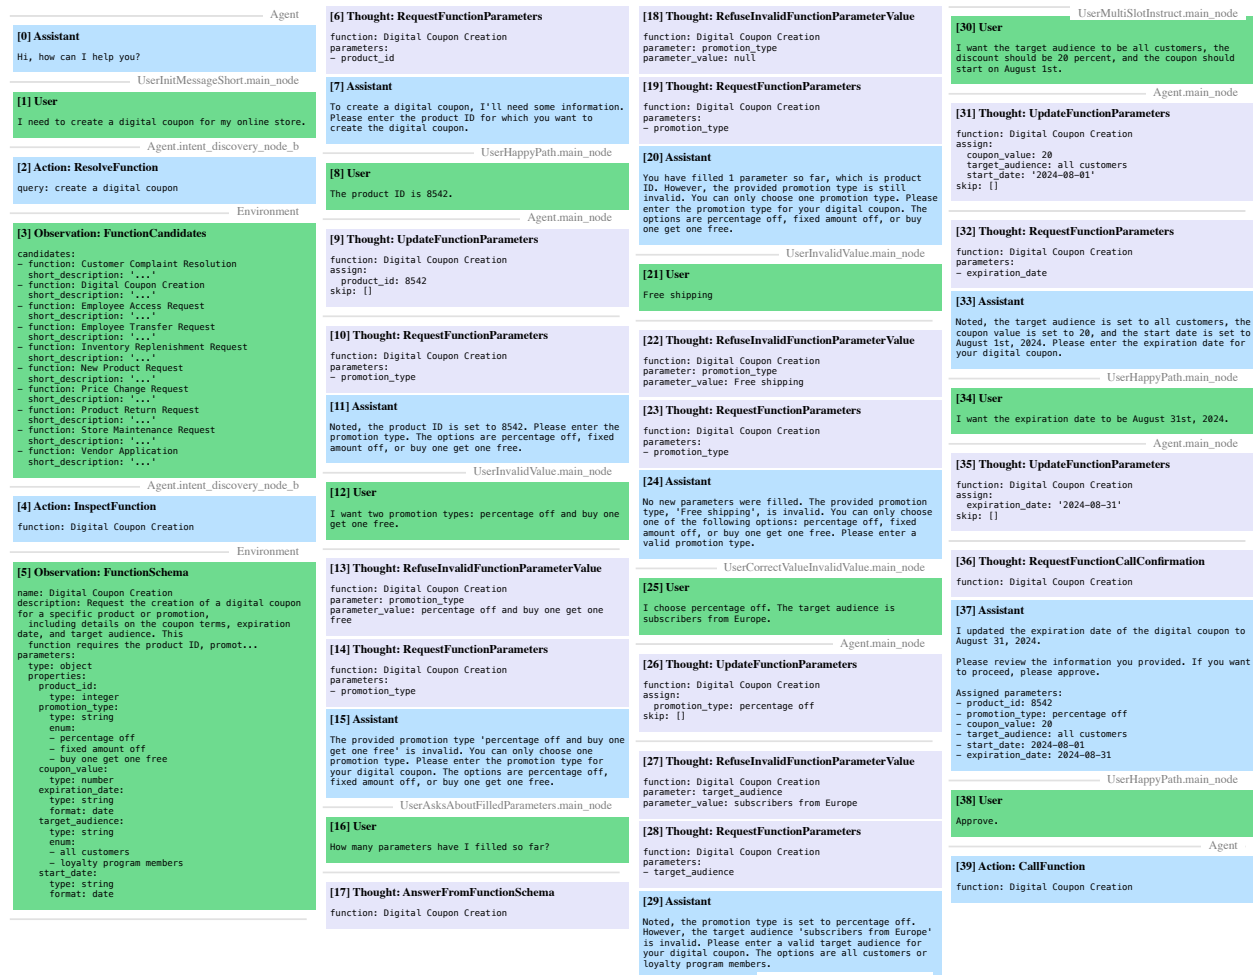 Agent
[0] Assistant
Hi, how can I help you?
UserInitMessageShort.main_node
[1] User
I need to create a digital coupon for my online store.
Agent.intent_discovery_node_b
[2] Action: ResolveFunction
query: create a digital coupon
Environment
[3] Observation: FunctionCandidates
candidates:
- function: Customer Complaint Resolution
short_description: '...'
- function: Digital Coupon Creation
short_description: '...'
- function: Employee Access Request
short_description: '...'
- function: Employee Transfer Request
short_description: '...'
- function: Inventory Replenishment Request
short_description: '...'
- function: New Product Request
short_description: '...'
- function: Price Change Request
short_description: '...'
- function: Product Return Request
short_description: '...'
- function: Store Maintenance Request
short_description: '...'
- function: Vendor Application
short_description: '...'
Agent.intent_discovery_node_b
[4] Action: InspectFunction
function: Digital Coupon Creation
Environment
[5] Observation: FunctionSchema
name: Digital Coupon Creation
description: Request the creation of a digital coupon
for a specific product or promotion,
including details on the coupon terms, expiration
date, and target audience. This
function requires the product ID, promot...
parameters:
type: object
properties:
product_id:
type: integer
promotion_type:
type: string
enum:
- percentage off
- fixed amount off
- buy one get one free
coupon_value:
type: number
expiration_date:
type: string
format: date
target_audience:
type: string
enum:
- all customers
- loyalty program members
start_date:
type: string
format: date
[6] Thought: RequestFunctionParameters
function: Digital Coupon Creation
parameters:
- product_id
[7] Assistant
To create a digital coupon, I'll need some information.
Please enter the product ID for which you want to
create the digital coupon.
UserHappyPath.main_node
[8] User
The product ID is 8542.
Agent.main_node
[9] Thought: UpdateFunctionParameters
function: Digital Coupon Creation
assign:
product_id: 8542
skip: []
[10] Thought: RequestFunctionParameters
function: Digital Coupon Creation
parameters:
- promotion_type
[11] Assistant
Noted, the product ID is set to 8542. Please enter the
promotion type. The options are percentage off, fixed
amount off, or buy one get one free.
UserInvalidValue.main_node
[12] User
I want two promotion types: percentage off and buy one
get one free.
[13] Thought: RefuseInvalidFunctionParameterValue
function: Digital Coupon Creation
parameter: promotion_type
parameter_value: percentage off and buy one get one
free
[14] Thought: RequestFunctionParameters
function: Digital Coupon Creation
parameters:
- promotion_type
[15] Assistant
The provided promotion type 'percentage off and buy one
get one free' is invalid. You can only choose one
promotion type. Please enter the promotion type for
your digital coupon. The options are percentage off,
fixed amount off, or buy one get one free.
UserAsksAboutFilledParameters.main_node
[16] User
How many parameters have I filled so far?
[17] Thought: AnswerFromFunctionSchema
function: Digital Coupon Creation
[18] Thought: RefuseInvalidFunctionParameterValue
function: Digital Coupon Creation
parameter: promotion_type
parameter_value: null
[19] Thought: RequestFunctionParameters
function: Digital Coupon Creation
parameters:
- promotion_type
[20] Assistant
You have filled 1 parameter so far, which is product
ID. However, the provided promotion type is still
invalid. You can only choose one promotion type. Please
enter the promotion type for your digital coupon. The
options are percentage off, fixed amount off, or buy
one get one free.
UserInvalidValue.main_node
[21] User
Free shipping
[22] Thought: RefuseInvalidFunctionParameterValue
function: Digital Coupon Creation
parameter: promotion_type
parameter_value: Free shipping
[23] Thought: RequestFunctionParameters
function: Digital Coupon Creation
parameters:
- promotion_type
[24] Assistant
No new parameters were filled. The provided promotion
type, 'Free shipping', is invalid. You can only choose
one of the following options: percentage off, fixed
amount off, or buy one get one free. Please enter a
valid promotion type.
UserCorrectValueInvalidValue.main_node
[25] User
I choose percentage off. The target audience is
subscribers from Europe.
Agent.main_node
[26] Thought: UpdateFunctionParameters
function: Digital Coupon Creation
assign:
promotion_type: percentage off
skip: []
[27] Thought: RefuseInvalidFunctionParameterValue
function: Digital Coupon Creation
parameter: target_audience
parameter_value: subscribers from Europe
[28] Thought: RequestFunctionParameters
function: Digital Coupon Creation
parameters:
- target_audience
[29] Assistant
Noted, the promotion type is set to percentage off.
However, the target audience 'subscribers from Europe'
is invalid. Please enter a valid target audience for
your digital coupon. The options are all customers or
loyalty program members.
UserMultiSlotInstruct.main_node
[30] User
I want the target audience to be all customers, the
discount should be 20 percent, and the coupon should
start on August 1st.
Agent.main_node
[31] Thought: UpdateFunctionParameters
function: Digital Coupon Creation
assign:
coupon_value: 20
target_audience: all customers
start_date: '2024-08-01'
skip: []
[32] Thought: RequestFunctionParameters
function: Digital Coupon Creation
parameters:
- expiration_date
[33] Assistant
Noted, the target audience is set to all customers, the
coupon value is set to 20, and the start date is set to
August 1st, 2024. Please enter the expiration date for
your digital coupon.
UserHappyPath.main_node
[34] User
I want the expiration date to be August 31st, 2024.
Agent.main_node
[35] Thought: UpdateFunctionParameters
function: Digital Coupon Creation
assign:
expiration_date: '2024-08-31'
skip: []
[36] Thought: RequestFunctionCallConfirmation
function: Digital Coupon Creation
[37] Assistant
I updated the expiration date of the digital coupon to
August 31, 2024.
Please review the information you provided. If you want
to proceed, please approve.
Assigned parameters:
- product_id: 8542
- promotion_type: percentage off
- coupon_value: 20
- target_audience: all customers
- start_date: 2024-08-01
- expiration_date: 2024-08-31
UserHappyPath.main_node
[38] User
Approve.
Agent
[39] Action: CallFunction
function: Digital Coupon Creation